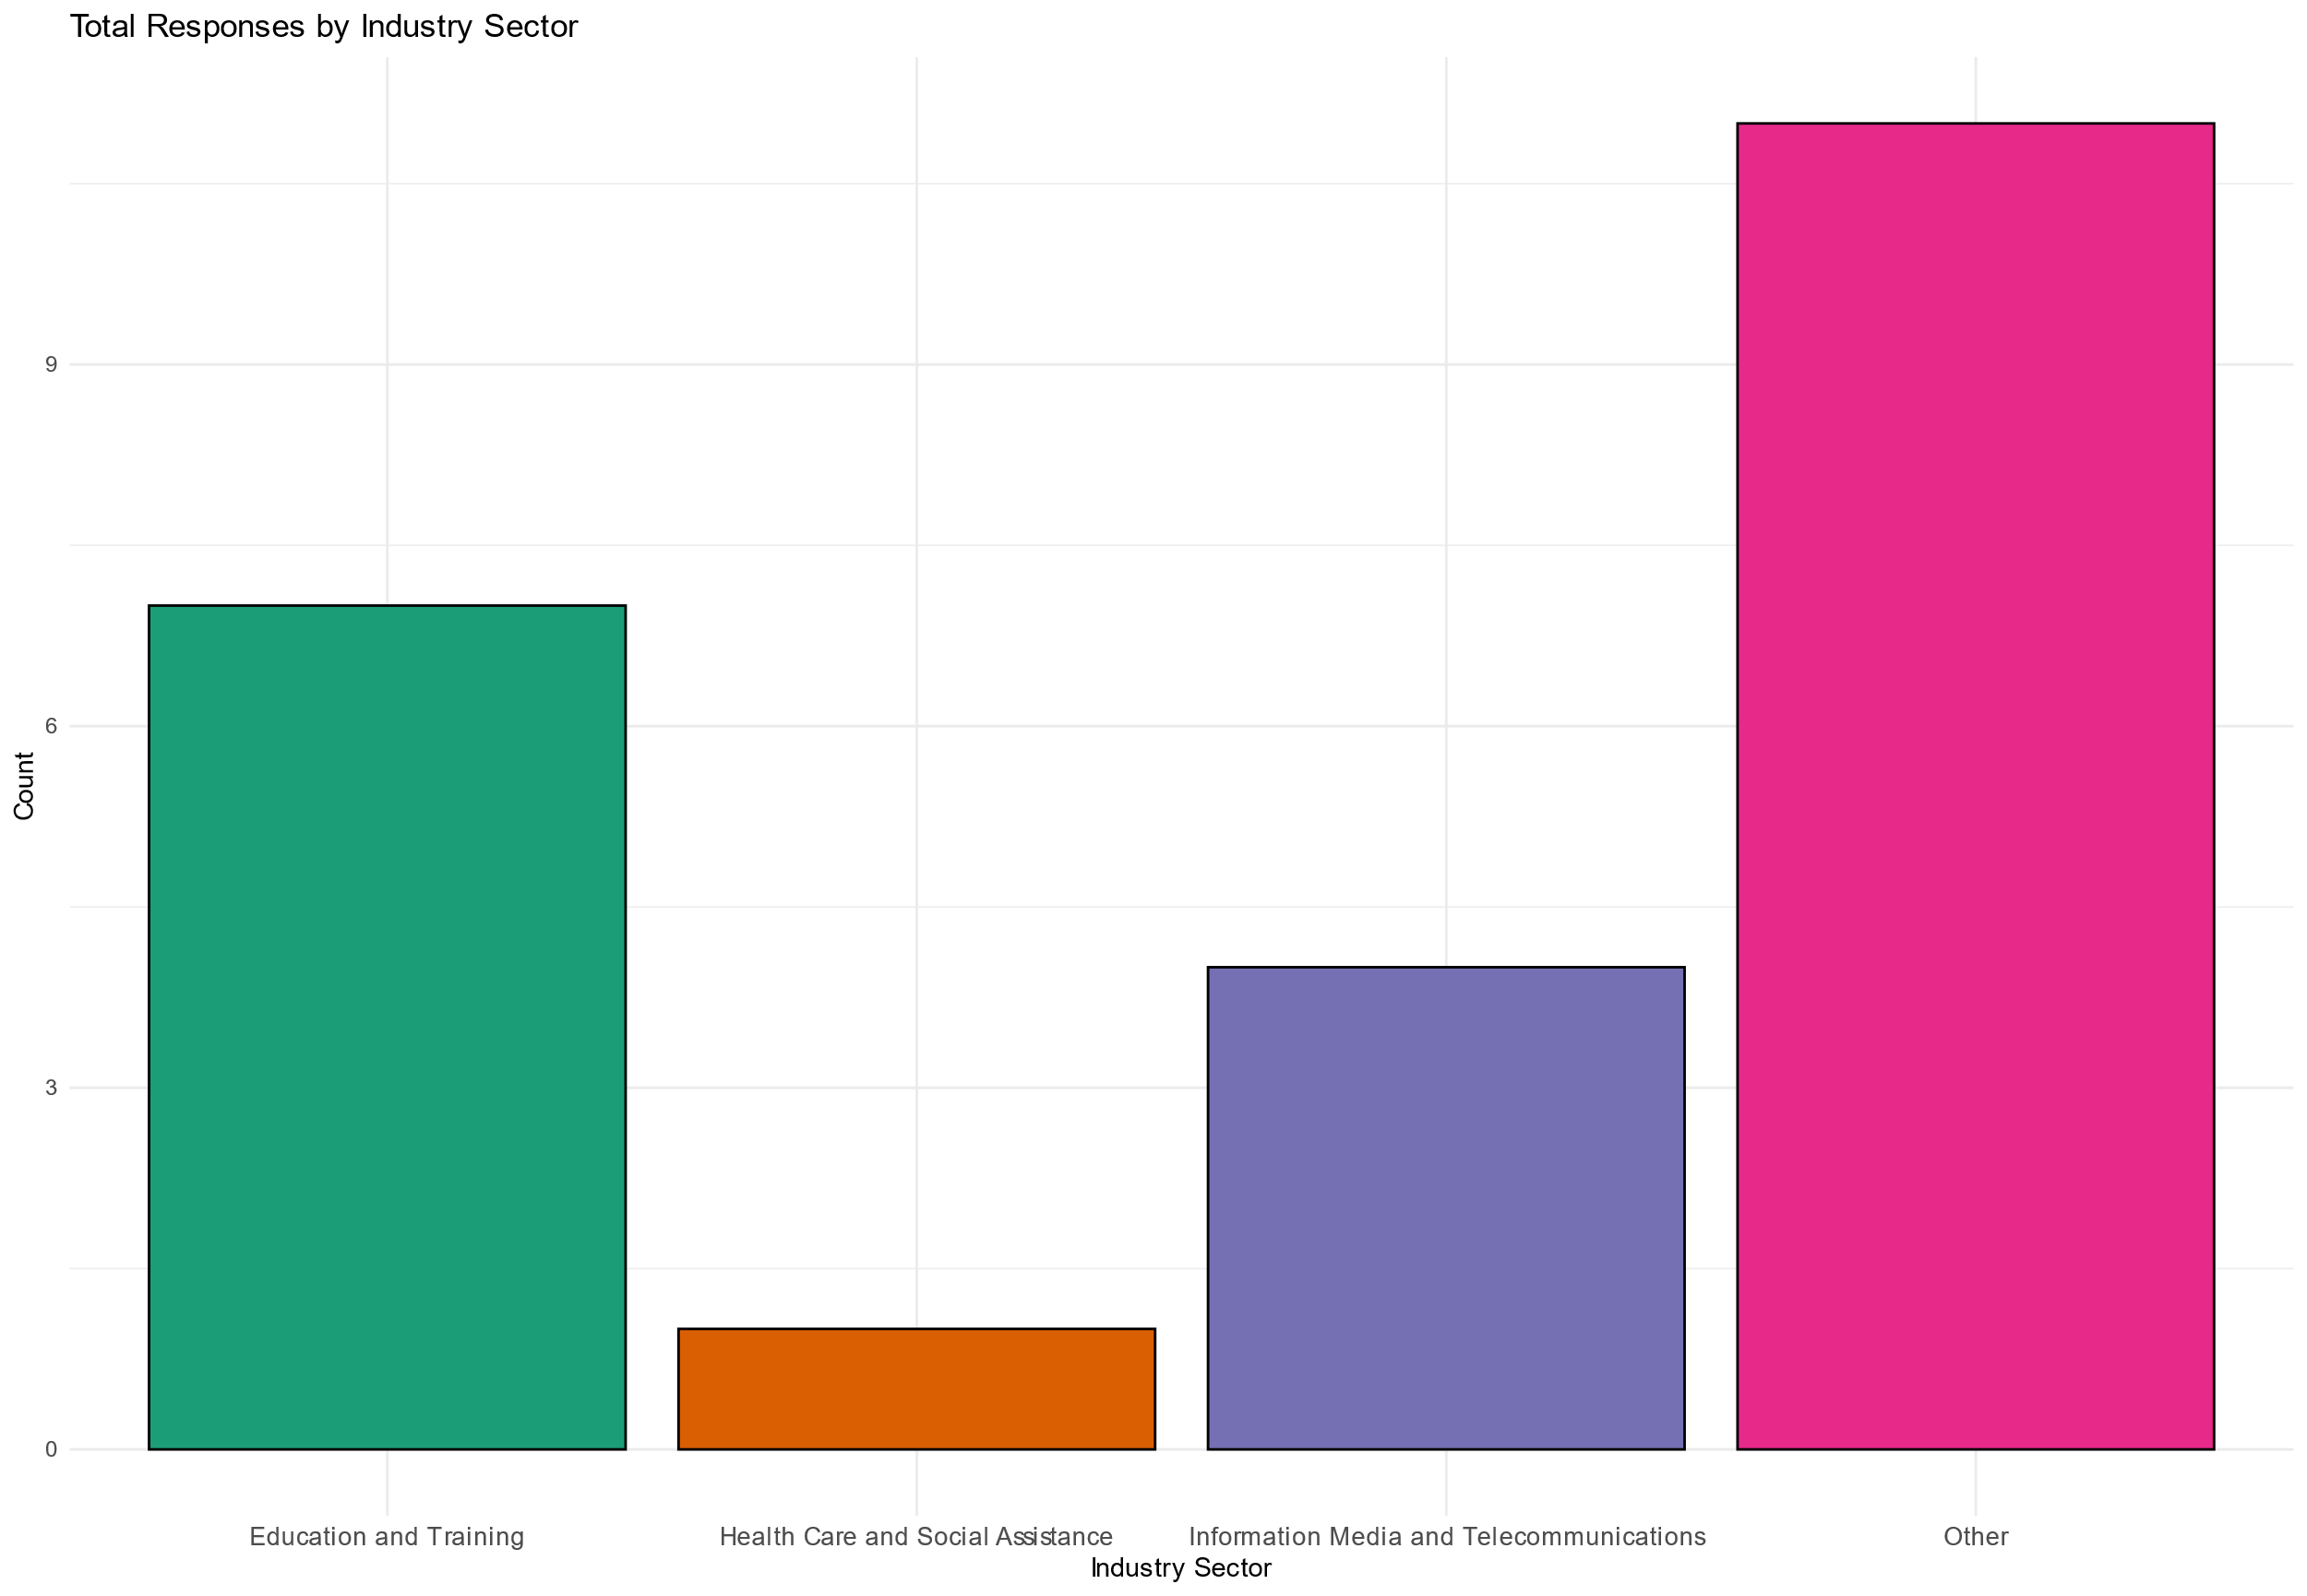 Total Responses by Industry Sector
9
6
Count
3
0
Education and Training Health Care and Social Assistance Information Media and Telecommunications Other
Industry Sector